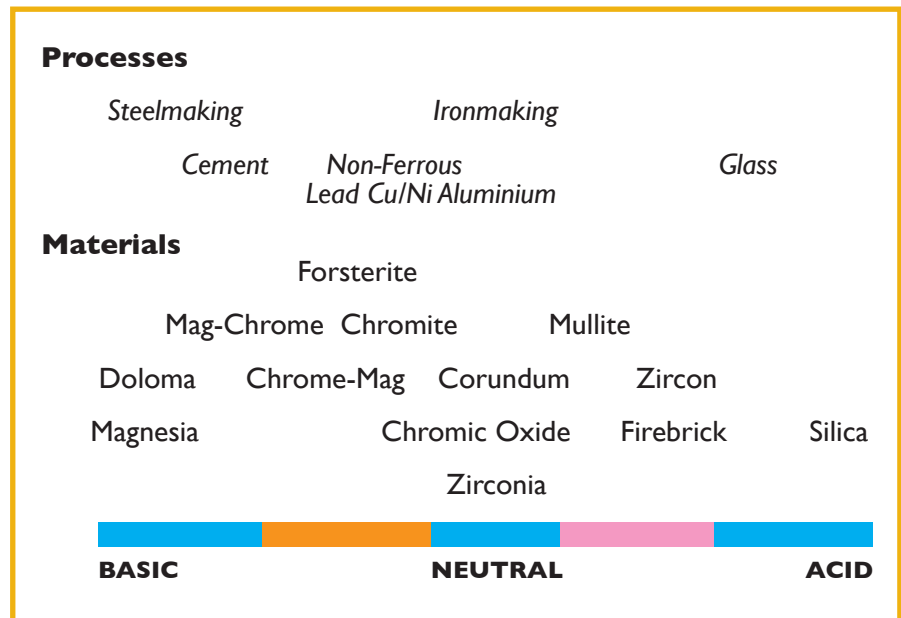 Processes
Steelmaking Ironmaking
Cement Non-Ferrous Glass
Lead Cu/Ni Aluminium
Materials
Forsterite
Mag-Chrome Chromite Mullite
Doloma Chrome-Mag Corundum Zircon
Magnesia Chromic Oxide Firebrick Silica
Zirconia
BASIC NEUTRAL ACID